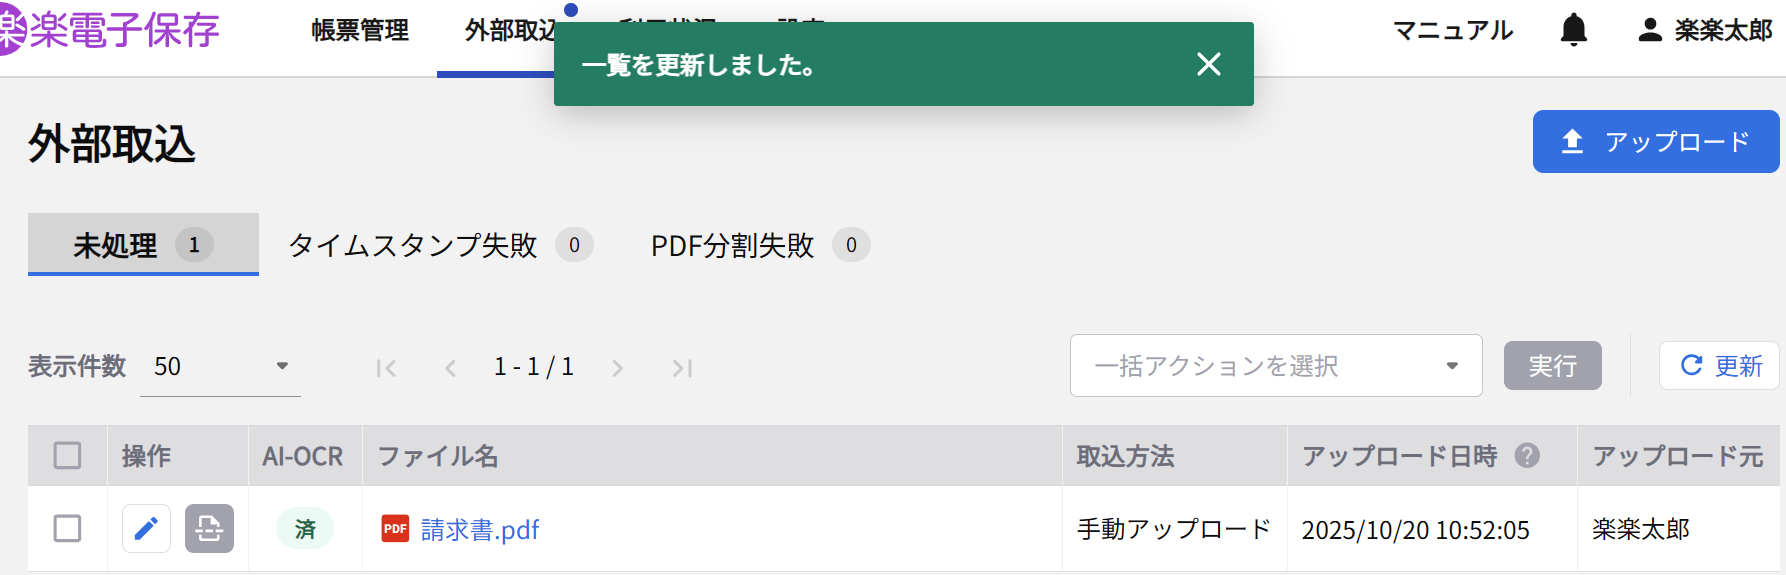 楽楽電子保存
帳票管理
外部取込
マニュアル
楽楽太郎
一覧を更新しました。
外部取込
アップロード
未処理 1
タイムスタンプ失敗 0
PDF分割失敗 0
表示件数 50
1 - 1 / 1
一括アクションを選択
実行
更新
操作 AI-OCR ファイル名 取込方法 アップロード日時 ? アップロード元
済 PDF 請求書.pdf 手動アップロード 2025/10/20 10:52:05 楽楽太郎